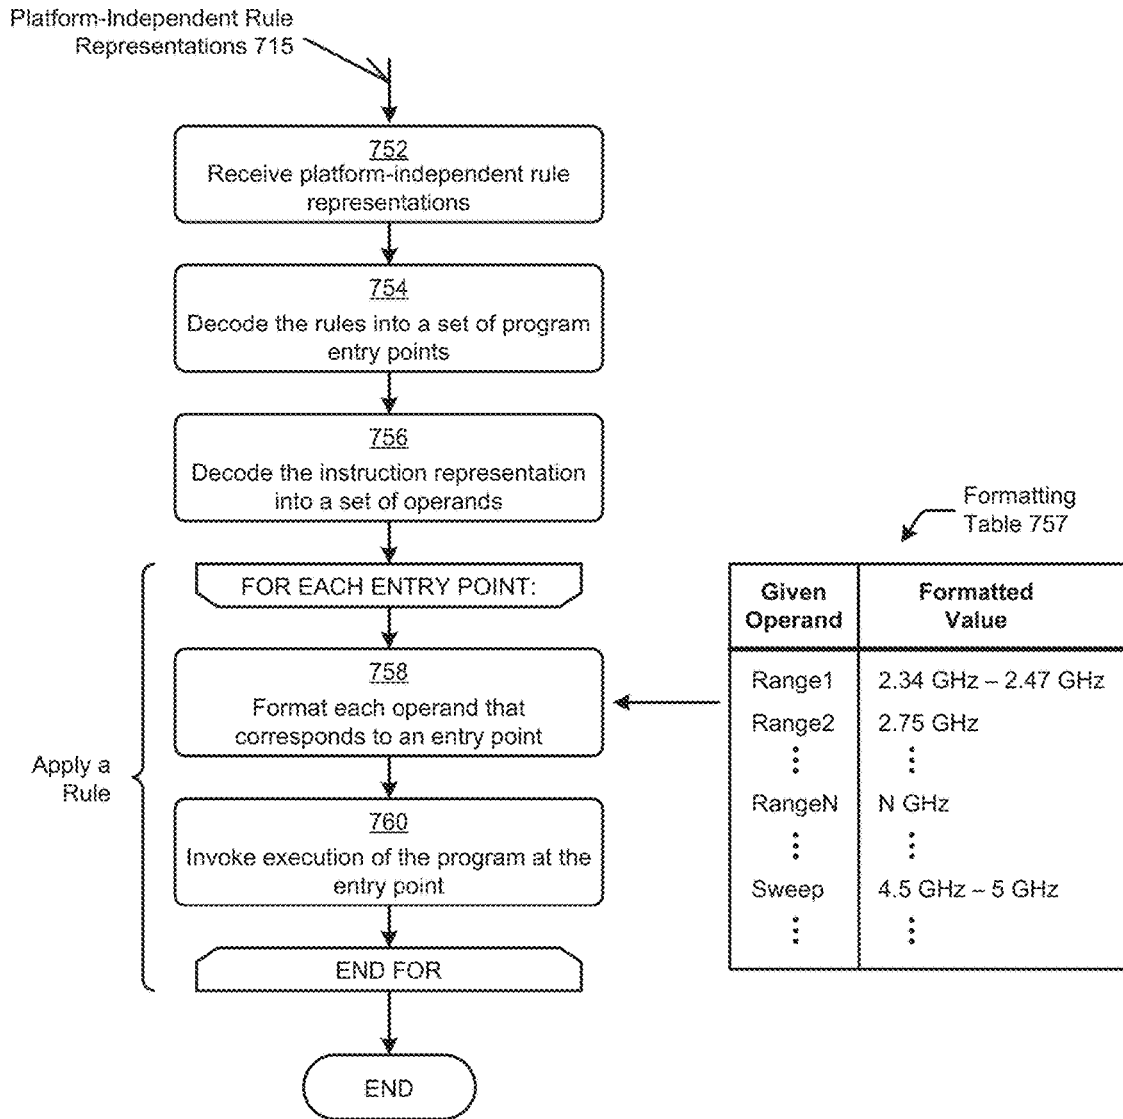 Platform-Independent Rule
Representations 715
752
Receive platform-independent rule
representations
754
Decode the rules into a set of program
entry points
756
Decode the instruction representation
into a set of operands
FOR EACH ENTRY POINT:
758
Format each operand that
corresponds to an entry point
Apply a
Rule
760
Invoke execution of the program at the
entry point
END FOR
END
Formatting
Table 757
Given Operand Formatted Value
Range1 2.34 GHz – 2.47 GHz
Range2 2.75 GHz
RangeN N GHz
Sweep 4.5 GHz – 5 GHz